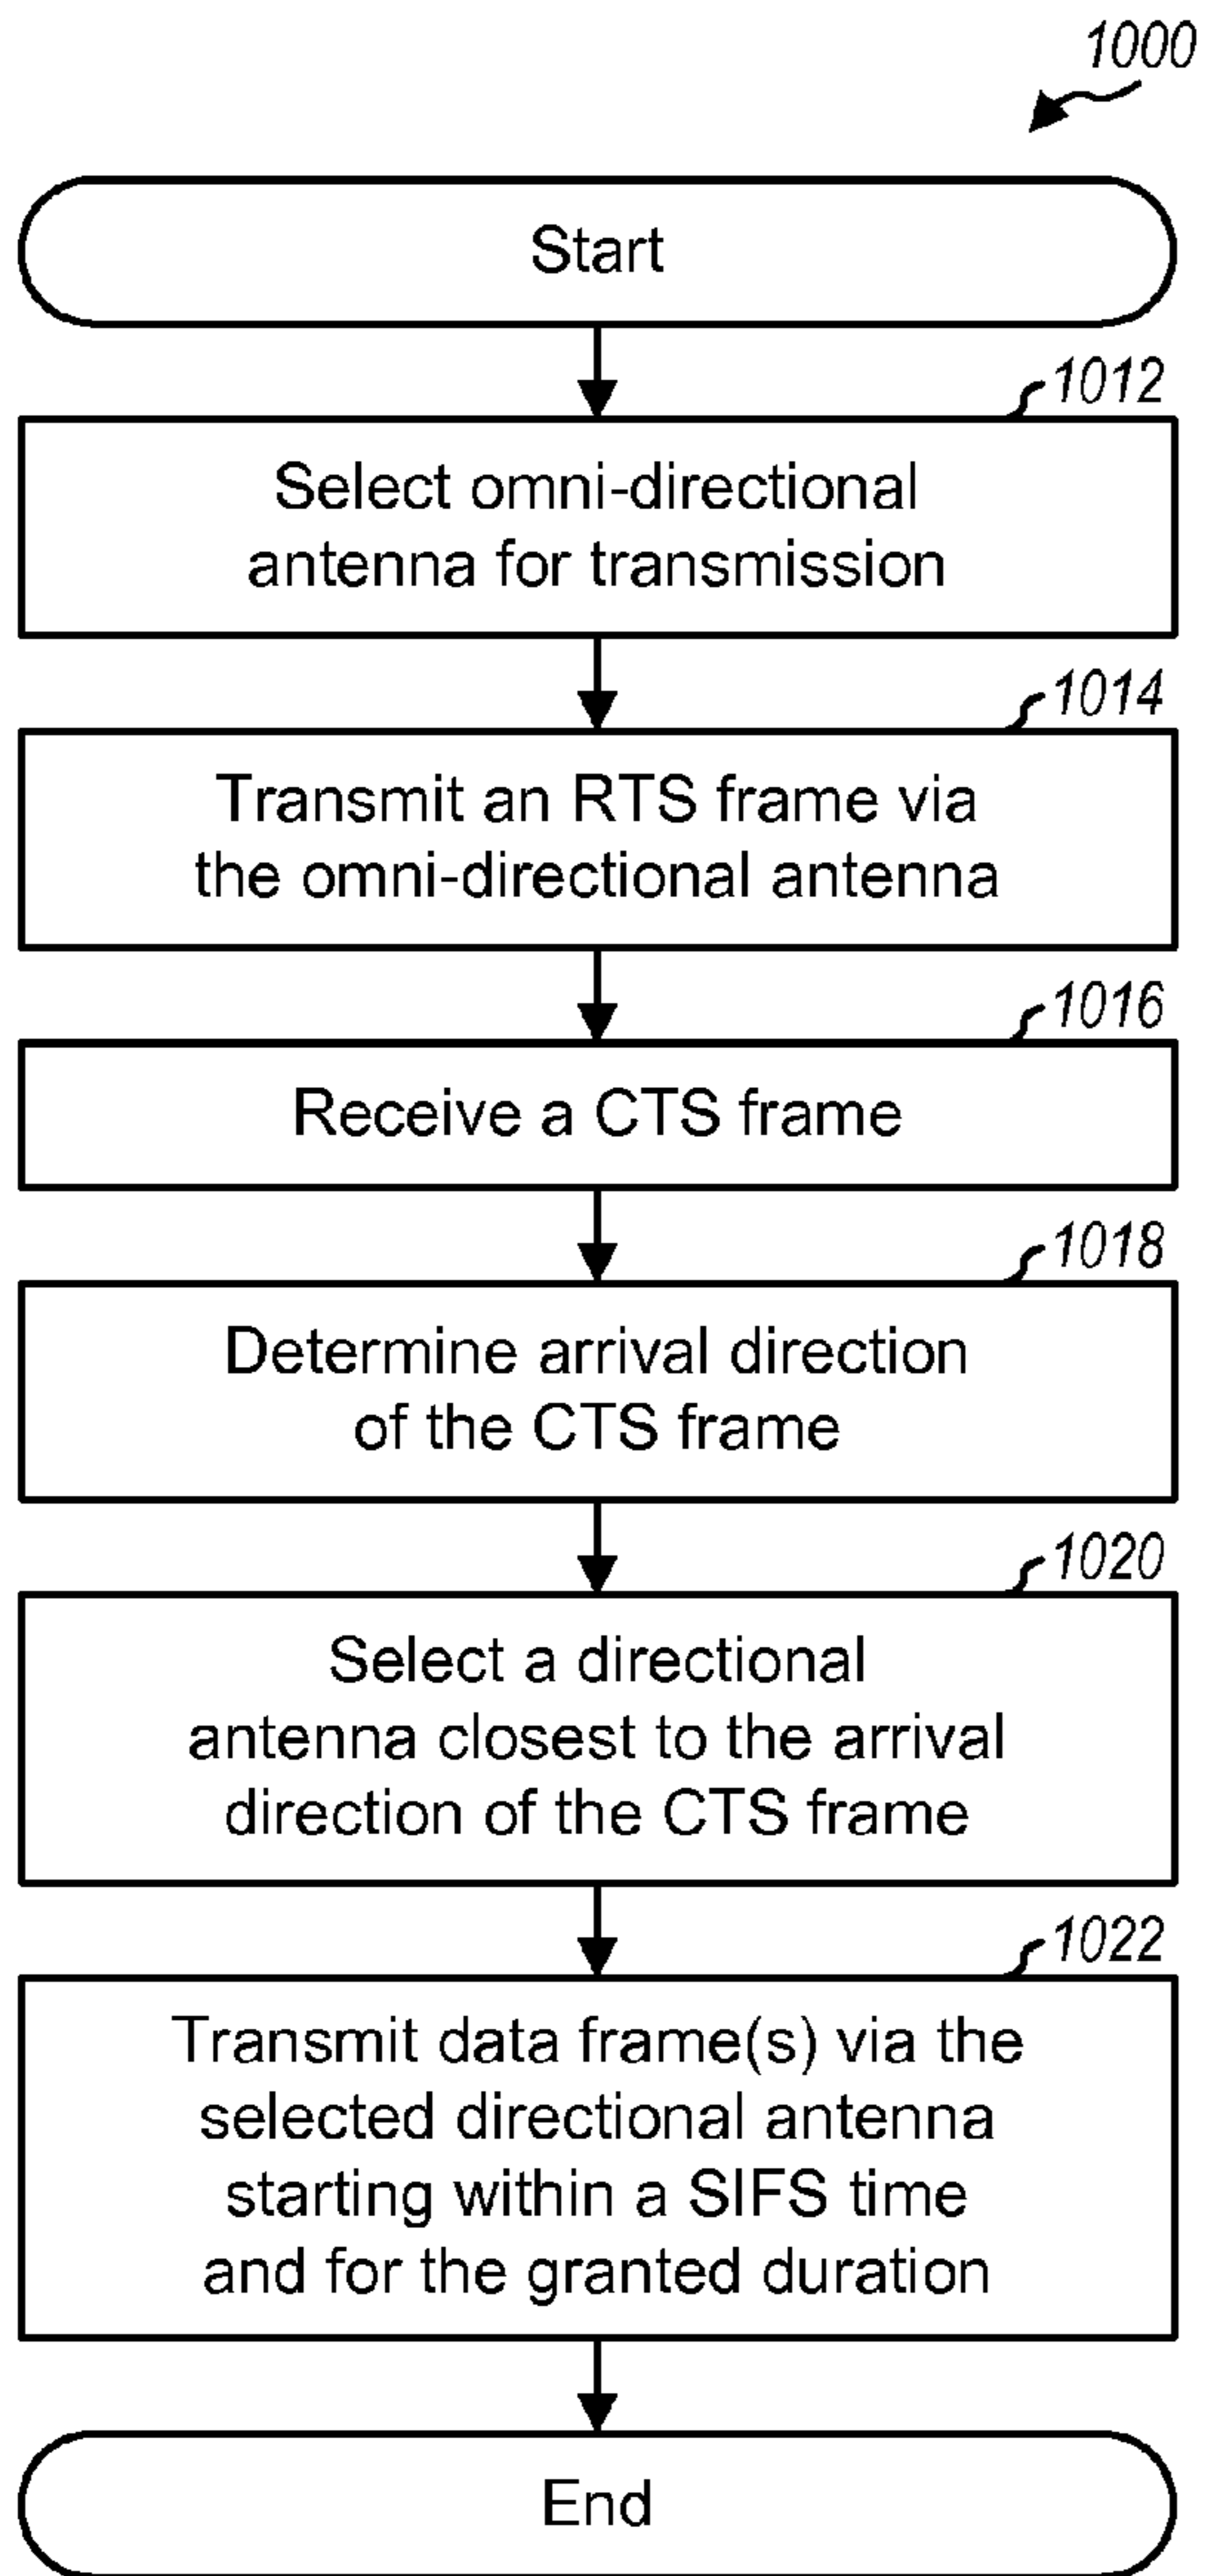 1000
Start
1012
Select omni-directional
antenna for transmission
1014
Transmit an RTS frame via
the omni-directional antenna
1016
Receive a CTS frame
1018
Determine arrival direction
of the CTS frame
1020
Select a directional
antenna closest to the arrival
direction of the CTS frame
1022
Transmit data frame(s) via the
selected directional antenna
starting within a SIFS time
and for the granted duration
End